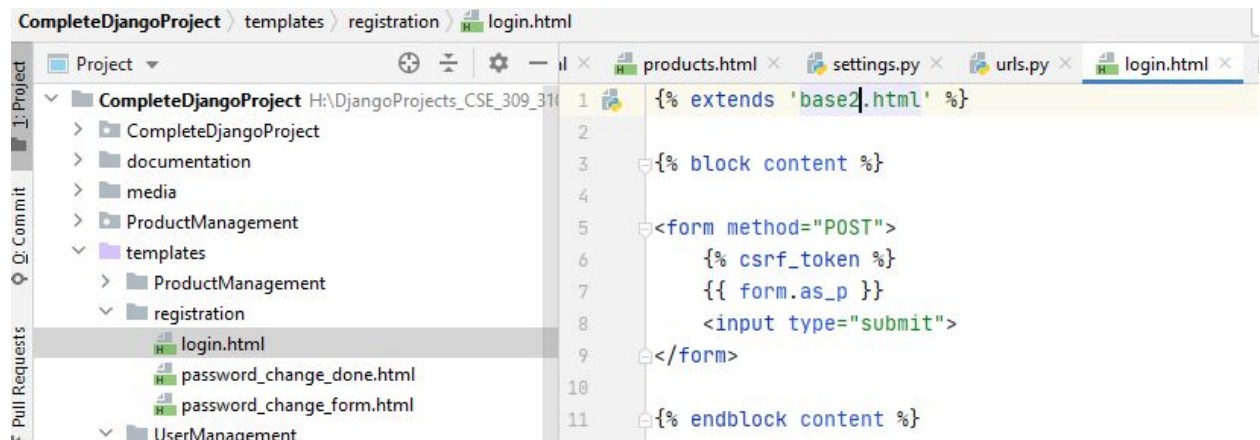 CompleteDjangoProject templates registration login.html
Project
products.html settings.py urls.py login.html
1: Project
CompleteDjangoProject H:\DjangoProjects_CSE_309_31
CompleteDjangoProject
documentation
media
ProductManagement
templates
ProductManagement
registration
login.html
password_change_done.html
password_change_form.html
UserManagement
0: Commit
Pull Requests
1 {% extends 'base2.html' %}
2
3 {% block content %}
4
5 <form method="POST">
6 {% csrf_token %}
7 {{ form.as_p }}
8 <input type="submit">
9 </form>
10
11 {% endblock content %}